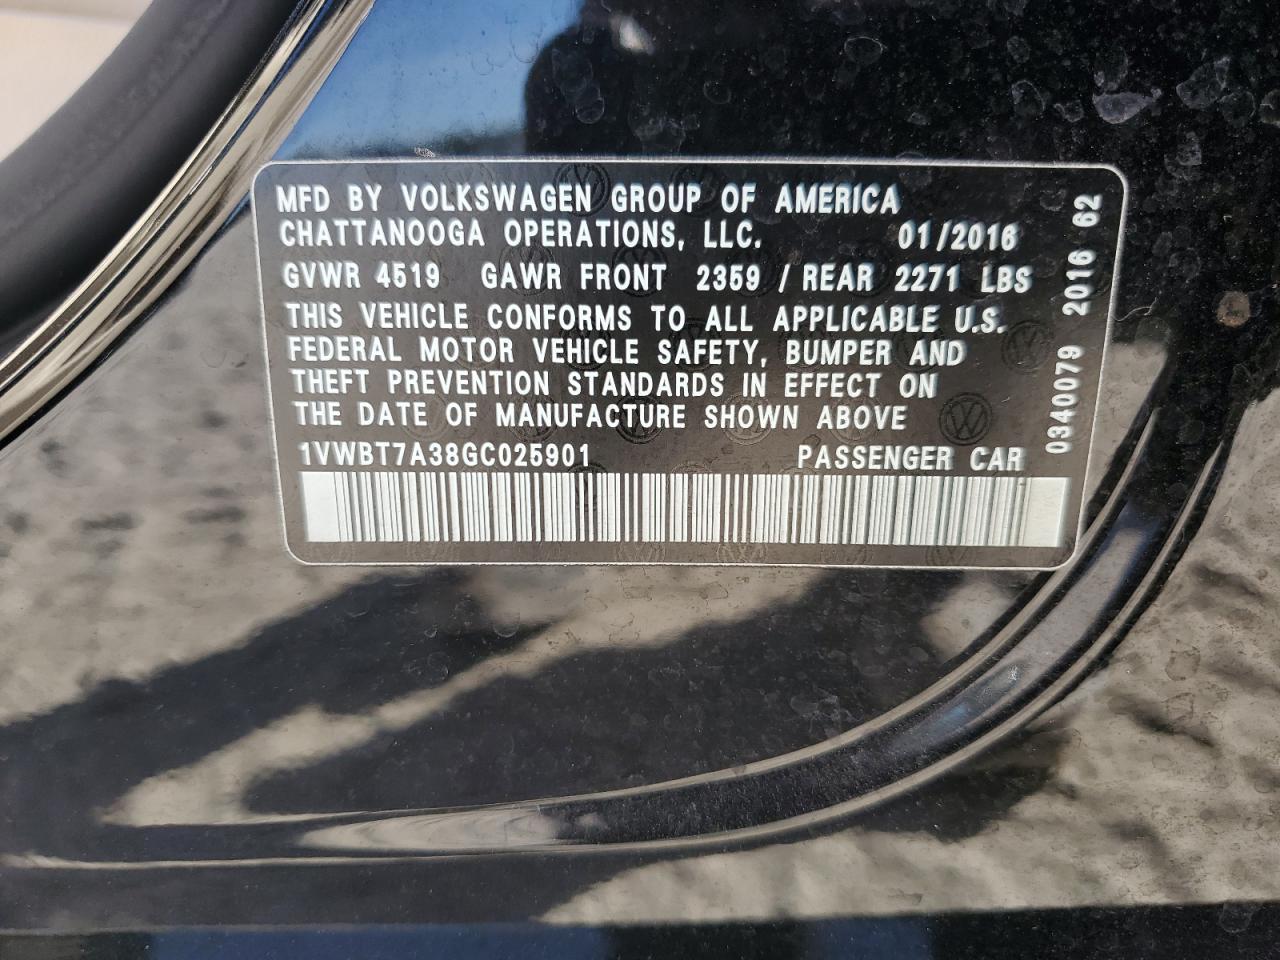 MFD BY VOLKSWAGEN GROUP OF AMERICA
CHATTANOOGA OPERATIONS, LLC. 01/2016
GVWR 4519 GAWR FRONT 2359 / REAR 2271 LBS
THIS VEHICLE CONFORMS TO ALL APPLICABLE U.S.
FEDERAL MOTOR VEHICLE SAFETY, BUMPER AND
THEFT PREVENTION STANDARDS IN EFFECT ON
THE DATE OF MANUFACTURE SHOWN ABOVE
1VWBT7A38GC025901 PASSENGER CAR
0340079 2016 62